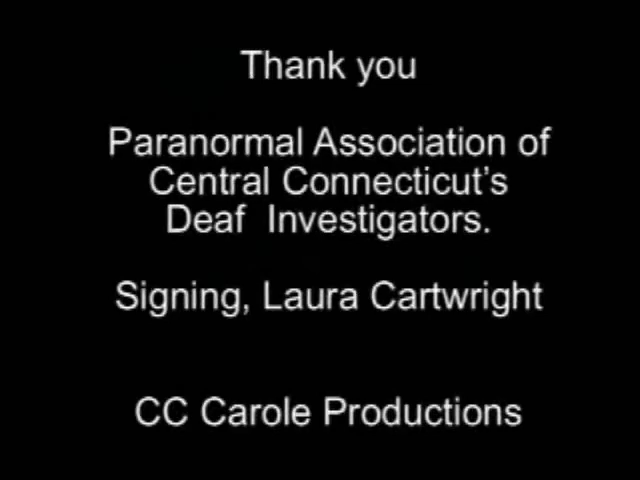 Thank you
Paranormal Association of
Central Connecticut's
Deaf Investigators.
Signing, Laura Cartwright
CC Carole Productions